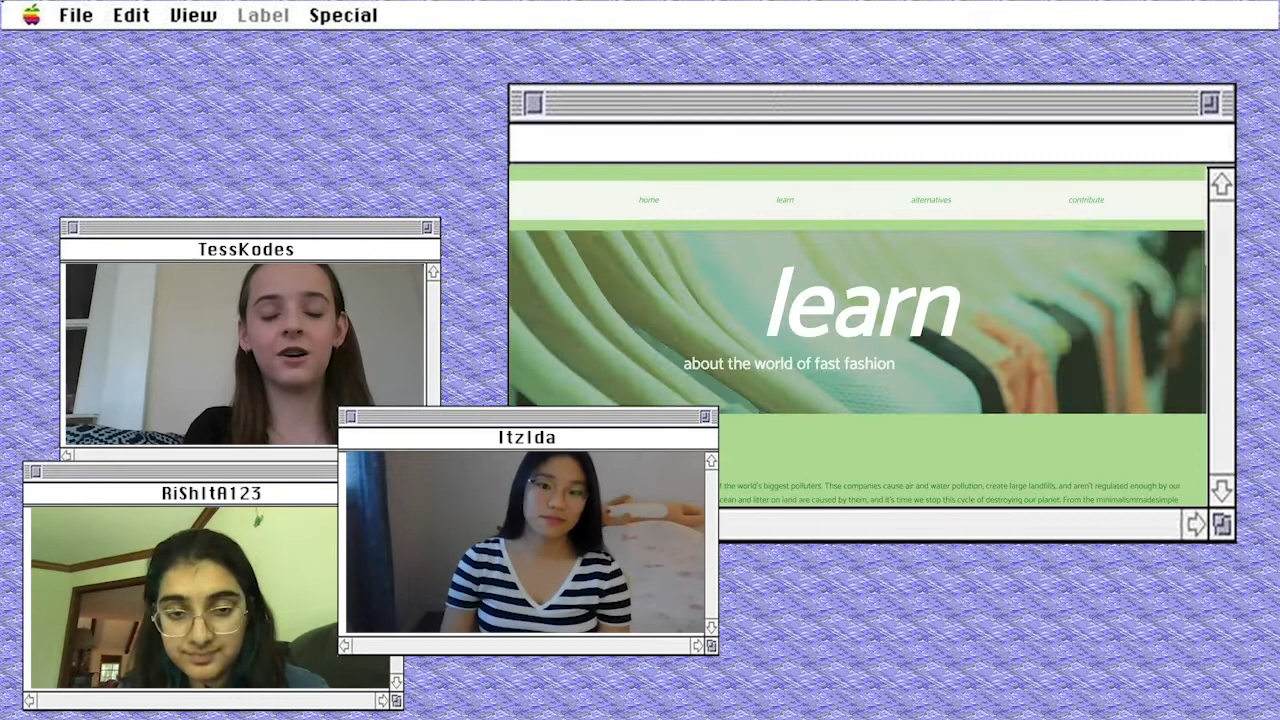 File Edit View Label Special
home learn alternatives contribute
learn
about the world of fast fashion
TessKodes
ItzIda
f the world's biggest polluters. Thse companies cause air and water pollution, create large landfills, and aren't regulated enough by our
cean and litter on land are caused by them, and it's time we stop this cycle of destroying our planet. From the minimalismmadesimple
RiShItA123